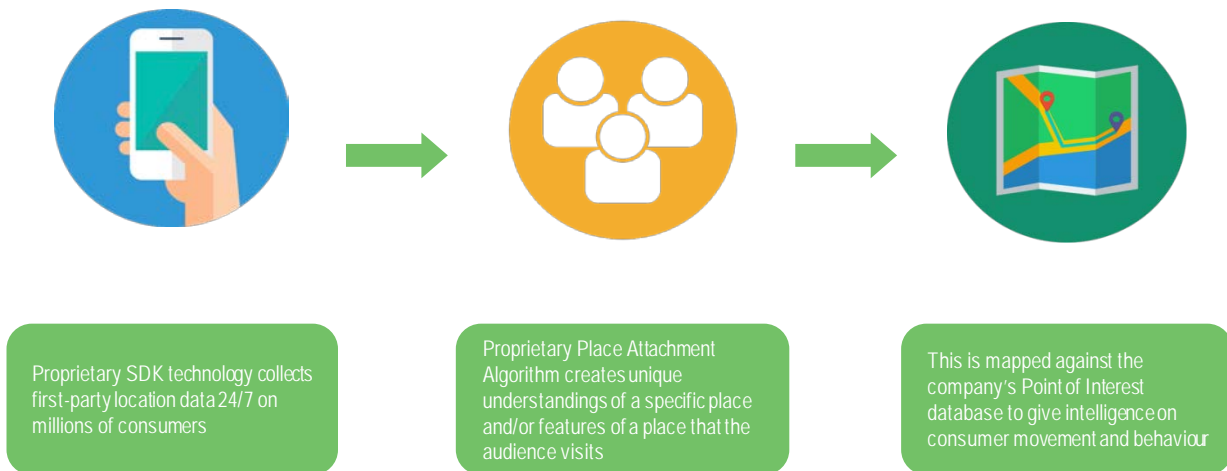 Proprietary SDK technology collects
first-party location data 24/7 on
millions of consumers
Proprietary Place Attachment
Algorithm creates unique
understandings of a specific place
and/or features of a place that the
audience visits
This is mapped against the
company's Point of Interest
database to give intelligence on
consumer movement and behaviour